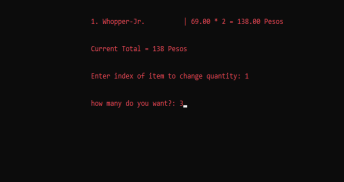 1. Whopper-Jr. | 69.00 * 2 = 138.00 Pesos
Current Total = 138 Pesos
Enter index of item to change quantity: 1
how many do you want?: 3